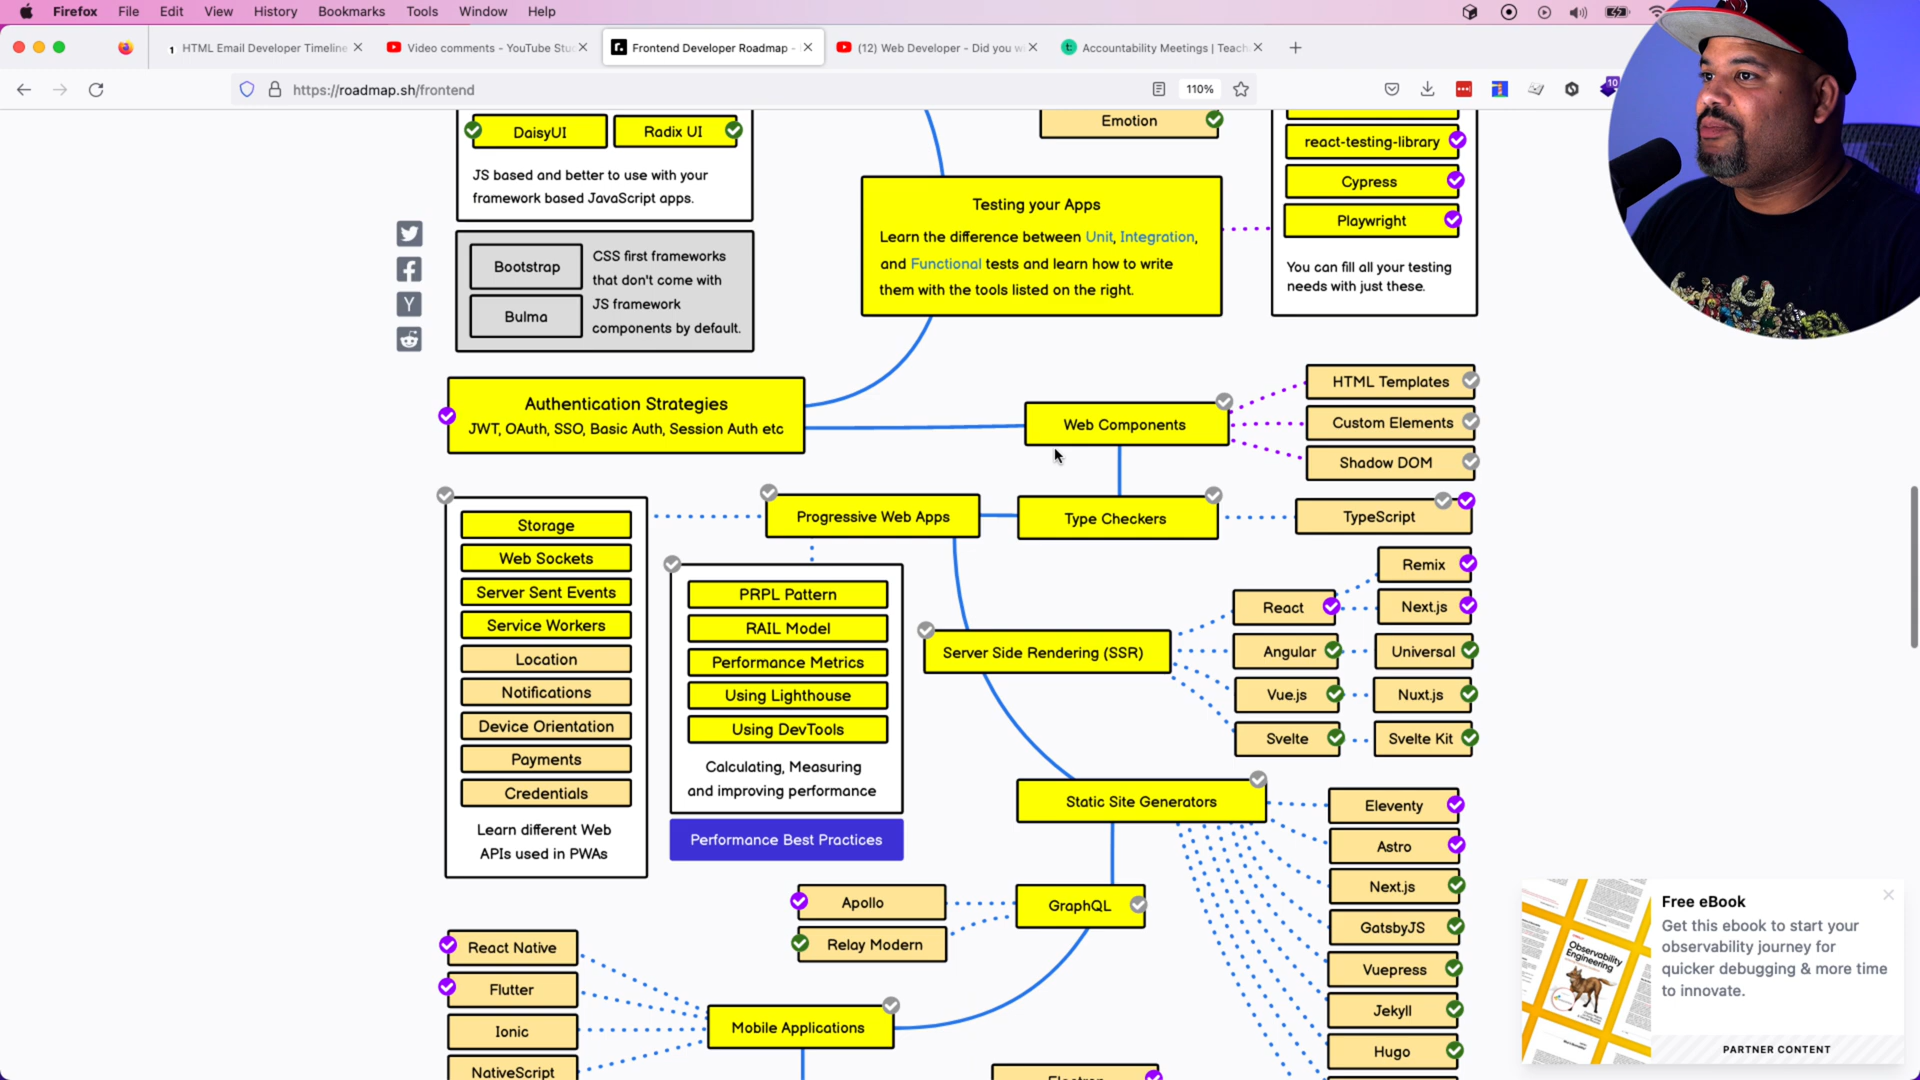 Firefox File Edit View History Bookmarks Tools Window Help
1 HTML Email Developer Timeline
Video comments - YouTube Stu
Frontend Developer Roadmap -
(12) Web Developer - Did you w
Accountability Meetings | Teach
https://roadmap.sh/frontend
110%
10
DaisyUI
Radix UI
JS based and better to use with your
framework based JavaScript apps.
Bootstrap
Bulma
CSS first frameworks
that don't come with
JS framework
components by default.
Emotion
Testing your Apps
Learn the difference between Unit, Integration,
and Functional tests and learn how to write
them with the tools listed on the right.
react-testing-library
Cypress
Playwright
You can fill all your testing
needs with just these.
Authentication Strategies
JWT, OAuth, SSO, Basic Auth, Session Auth etc
Web Components
HTML Templates
Custom Elements
Shadow DOM
Progressive Web Apps
Type Checkers
TypeScript
Storage
Web Sockets
Server Sent Events
Service Workers
Location
Notifications
Device Orientation
Payments
Credentials
Learn different Web
APIs used in PWAs
PRPL Pattern
RAIL Model
Performance Metrics
Using Lighthouse
Using DevTools
Calculating, Measuring
and improving performance
Performance Best Practices
Server Side Rendering (SSR)
React
Remix
Next.js
Angular
Universal
Vue.js
Nuxt.js
Svelte
Svelte Kit
Static Site Generators
Eleventy
Astro
Next.js
GatsbyJS
Vuepress
Jekyll
Hugo
GraphQL
Apollo
Relay Modern
Mobile Applications
React Native
Flutter
Ionic
NativeScript
Electron
Observability
Engineering
Free eBook
Get this ebook to start your
observability journey for
quicker debugging & more time
to innovate.
PARTNER CONTENT